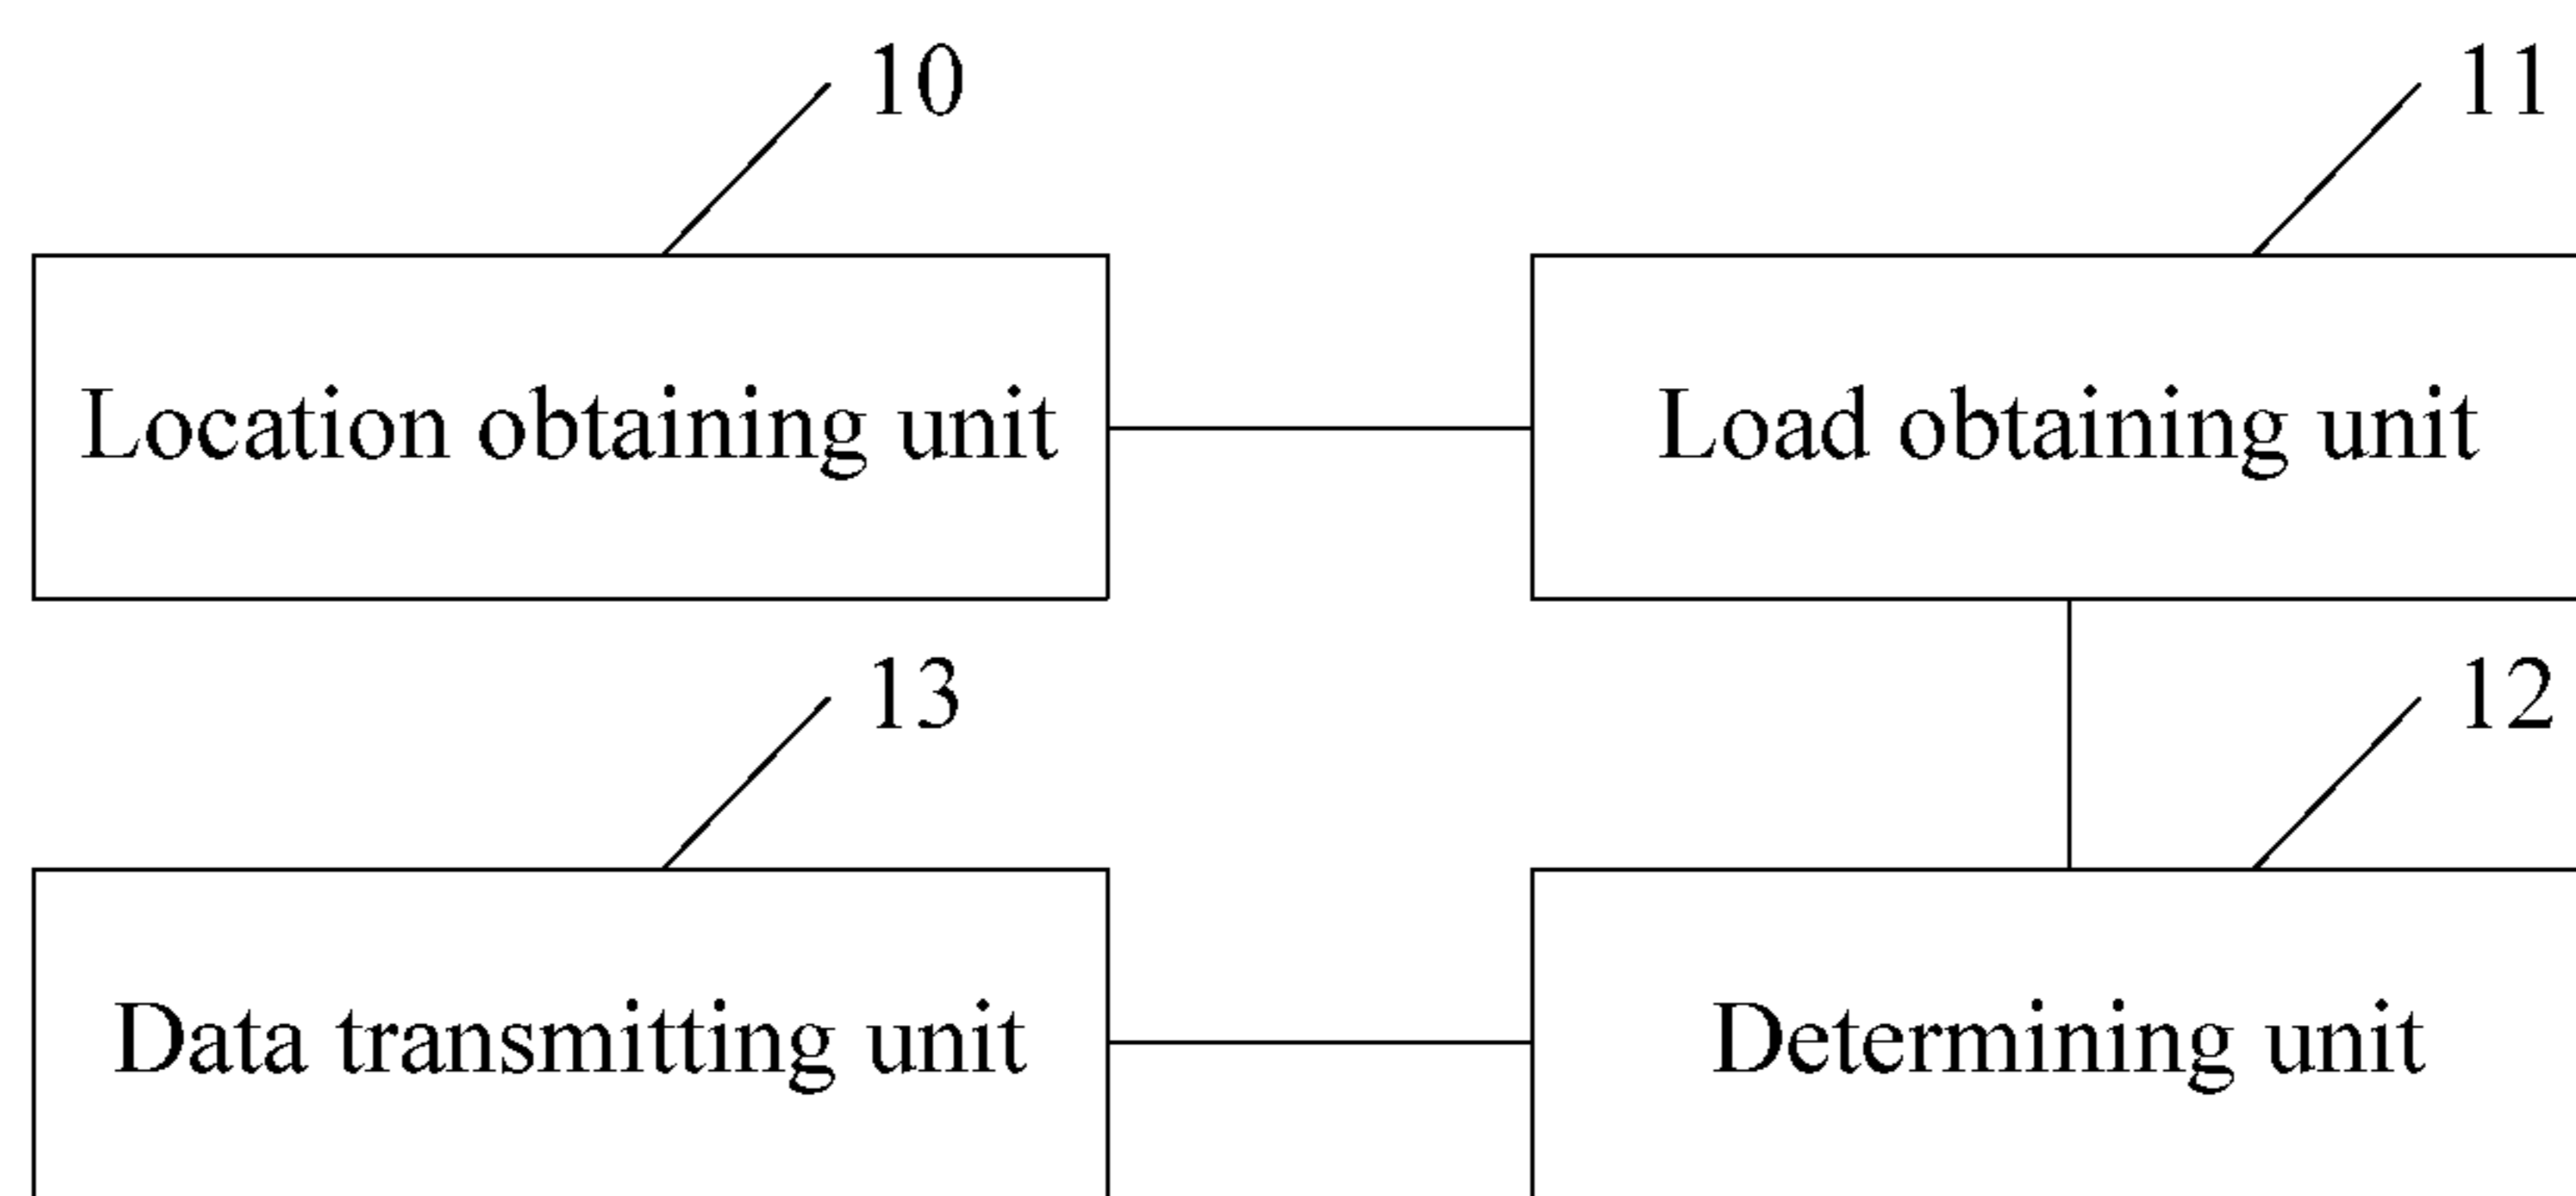 10
11
Location obtaining unit
Load obtaining unit
13
12
Data transmitting unit
Determining unit